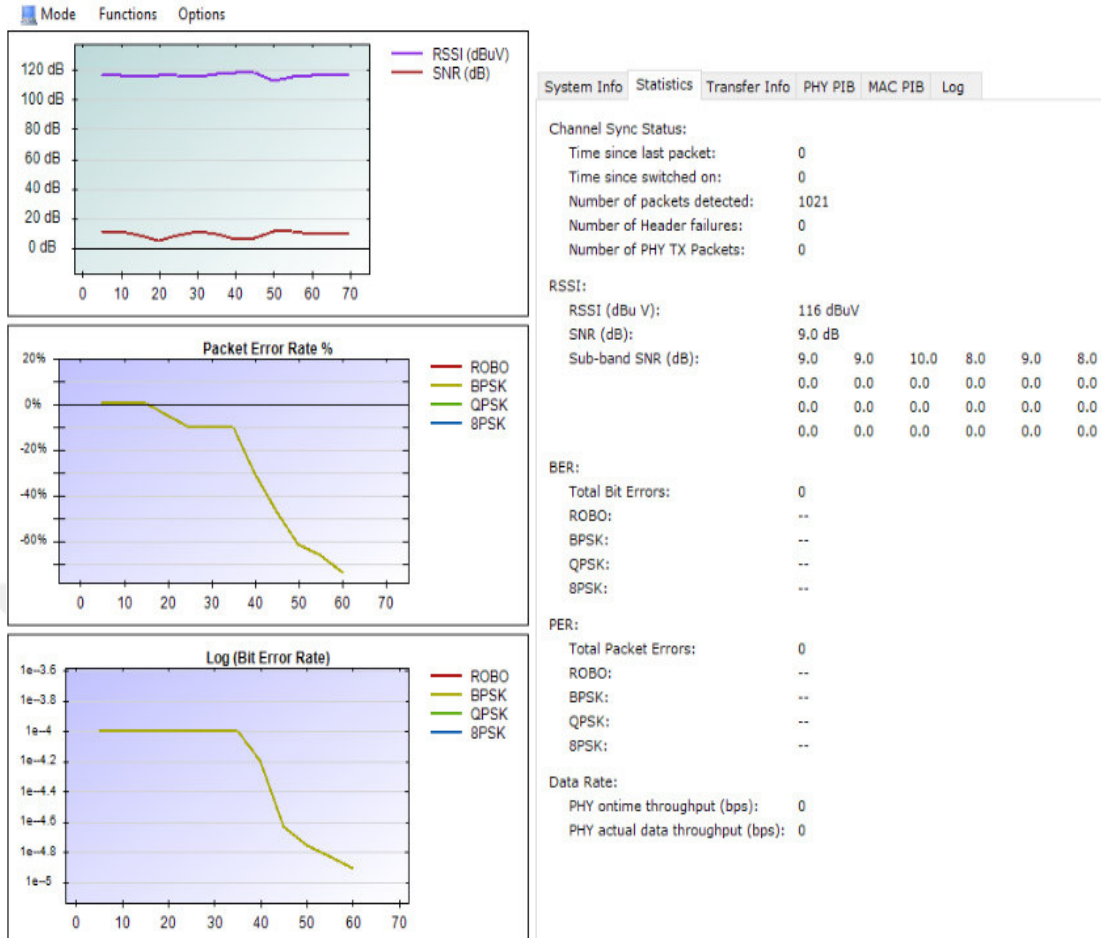 Mode Functions Options
RSSI (dBuV)
SNR (dB)
120 dB
100 dB
80 dB
60 dB
40 dB
20 dB
0 dB
0 10 20 30 40 50 60 70
Packet Error Rate %
ROBO
BPSK
QPSK
8PSK
20%
0%
-20%
-40%
-60%
0 10 20 30 40 50 60 70
Log (Bit Error Rate)
ROBO
BPSK
QPSK
8PSK
1e--3.6
1e--3.8
1e-4
1e--4.2
1e--4.4
1e--4.6
1e--4.8
1e-5
0 10 20 30 40 50 60 70
System Info Statistics Transfer Info PHY PIB MAC PIB Log
Channel Sync Status:
Time since last packet: 0
Time since switched on: 0
Number of packets detected: 1021
Number of Header failures: 0
Number of PHY TX Packets: 0
RSSI:
RSSI (dBu V): 116 dBuV
SNR (dB): 9.0 dB
Sub-band SNR (dB): 9.0 9.0 10.0 8.0 9.0 8.0
0.0 0.0 0.0 0.0 0.0 0.0
0.0 0.0 0.0 0.0 0.0 0.0
0.0 0.0 0.0 0.0 0.0 0.0
BER:
Total Bit Errors: 0
ROBO: --
BPSK: --
QPSK: --
8PSK: --
PER:
Total Packet Errors: 0
ROBO: --
BPSK: --
QPSK: --
8PSK: --
Data Rate:
PHY ontime throughput (bps): 0
PHY actual data throughput (bps): 0